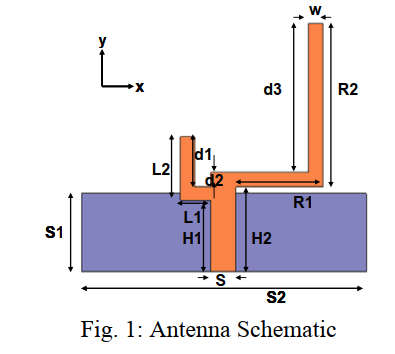 w
y
x
d3
R2
L2
d1
d2
R1
L1
S1
H1
H2
S
S2
Fig. 1: Antenna Schematic